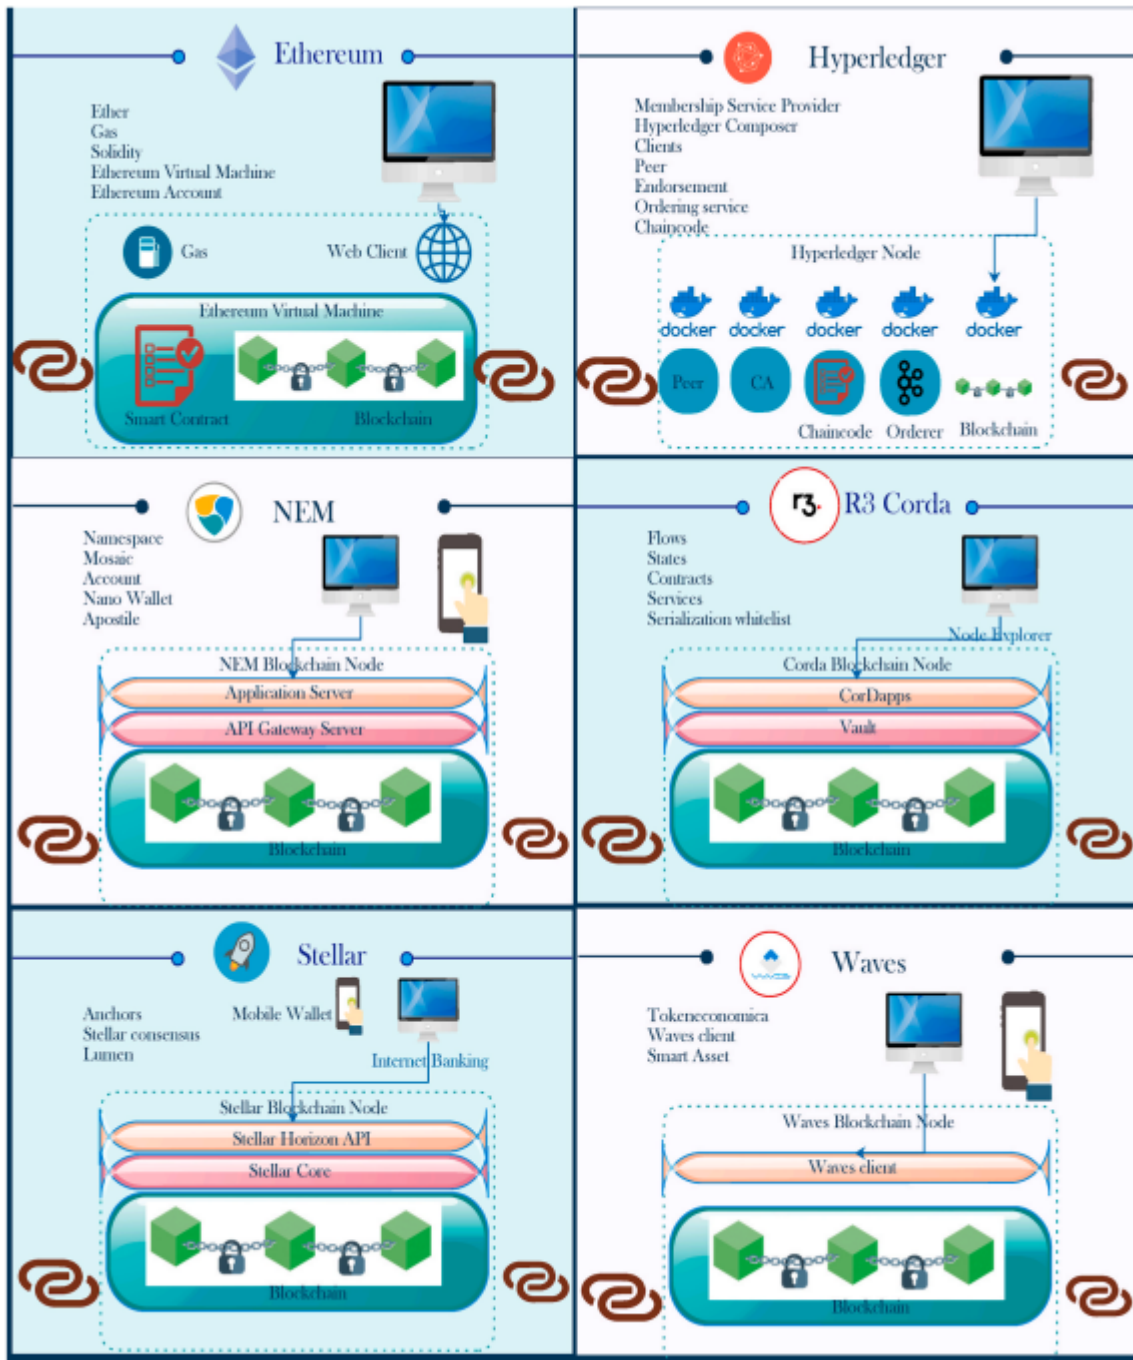 Ethereum
Ether
Gas
Solidity
Ethereum Virtual Machine
Ethereum Account
Gas
Web Client
Ethereum Virtual Machine
Smart Contract
Blockchain
Hyperledger
Membership Service Provider
Hyperledger Composer
Clients
Peer
Endorsement
Ordering service
Chaincode
Hyperledger Node
docker docker docker docker docker
Peer CA
Chaincode Orderer Blockchain
NEM
Namespace
Mosaic
Account
Nano Wallet
Apostile
NEM Blockchain Node
Application Server
API Gateway Server
Blockchain
r3.
R3 Corda
Flows
States
Contracts
Services
Serialization whitelist
Node Explorer
Corda Blockchain Node
CorDapps
Vault
Blockchain
Stellar
Anchors
Stellar consensus
Lumen
Mobile Wallet
Internet Banking
Stellar Blockchain Node
Stellar Horizon API
Stellar Core
Blockchain
WAVES
Waves
Tokeneconomica
Waves client
Smart Asset
Waves Blockchain Node
Waves client
Blockchain